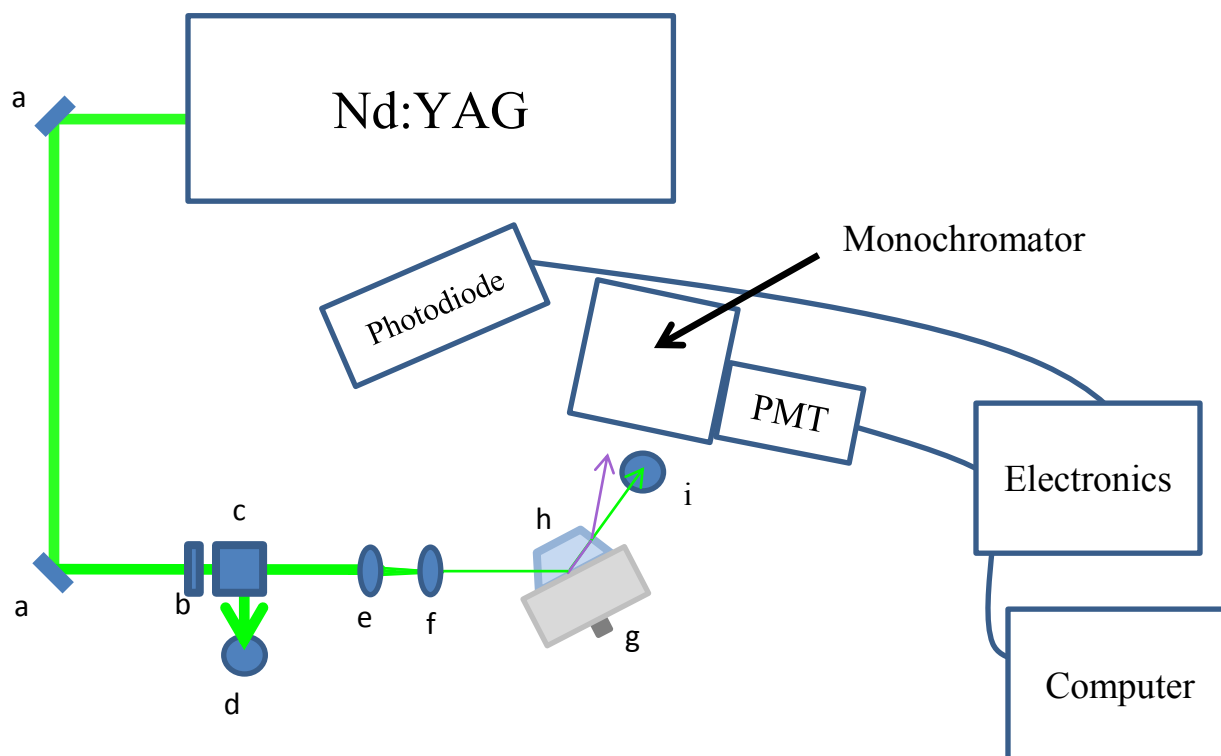 a
Nd:YAG
Monochromator
Photodiode
PMT
Electronics
i
h
c
a
b
e
f
g
d
Computer